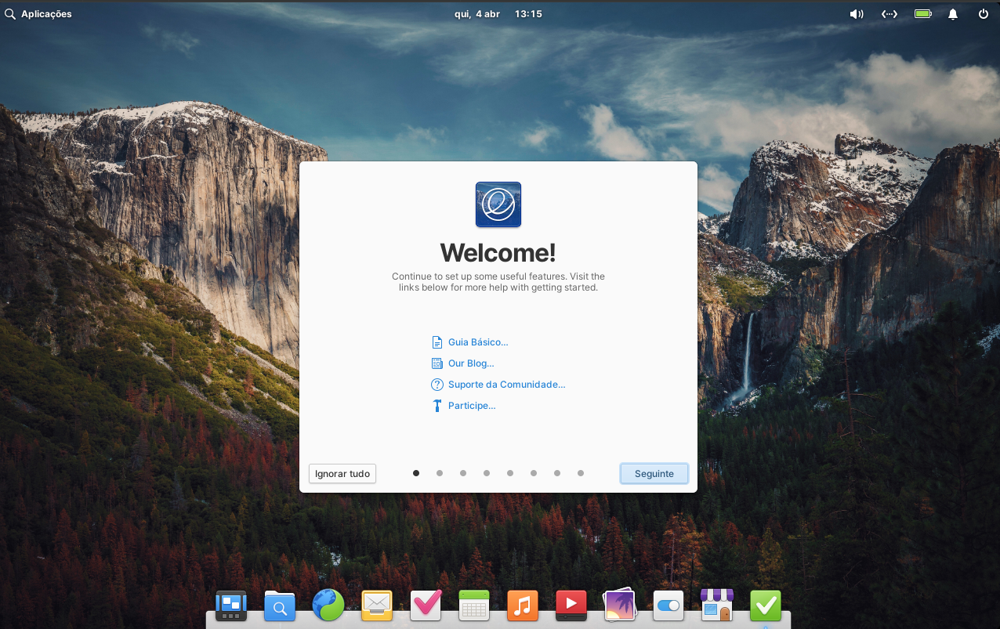 Aplicações
qui, 4 abr 13:15
Welcome!
Continue to set up some useful features. Visit the
links below for more help with getting started.
Guia Básico...
Our Blog...
Suporte da Comunidade...
Participe...
Ignorar tudo
Seguinte